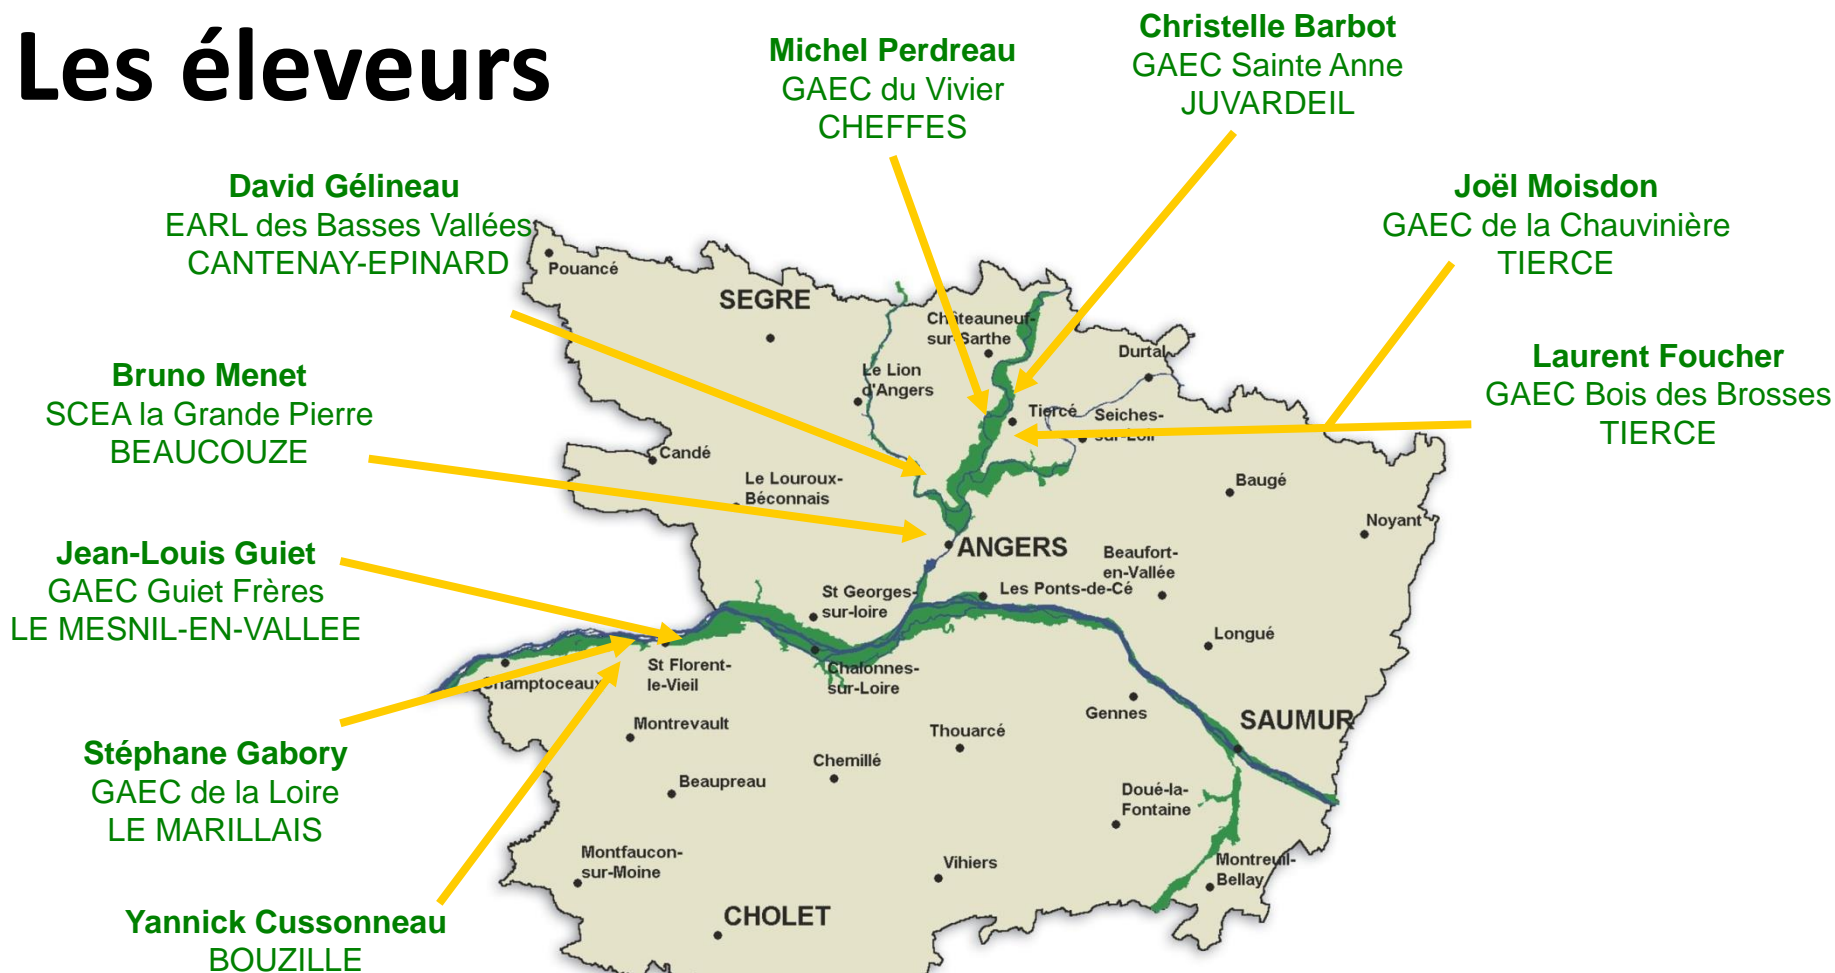 Les éleveurs
Michel Perdreau
GAEC du Vivier
CHEFFES
Christelle Barbot
GAEC Sainte Anne
JUVARDEIL
David Gélineau
EARL des Basses Vallées
CANTENAY-EPINARD
Joël Moisdon
GAEC de la Chauvinière
TIERCE
Bruno Menet
SCEA la Grande Pierre
BEAUCOUZE
Laurent Foucher
GAEC Bois des Brosses
TIERCE
Jean-Louis Guiet
GAEC Guiet Frères
LE MESNIL-EN-VALLEE
Stéphane Gabory
GAEC de la Loire
LE MARILLAIS
Yannick Cussonneau
BOUZILLE
Pouancé
SEGRE
Châteauneuf-
sur-Sarthe
Durtal
Le Lion
d'Angers
Tiercé
Seiches-
sur-Loir
Candé
Le Louroux-
Béconnais
Baugé
Noyant
ANGERS
Beaufort-
en-Vallée
St Georges-
sur-loire
Les Ponts-de-Cé
Longué
St Florent-
le-Vieil
Chalonnes-
sur-Loire
Champtoceaux
Montrevault
Gennes
SAUMUR
Thouarcé
Chemillé
Beaupreau
Doué-la-
Fontaine
Montfaucon-
sur-Moine
Vihiers
Montreuil-
Bellay
CHOLET